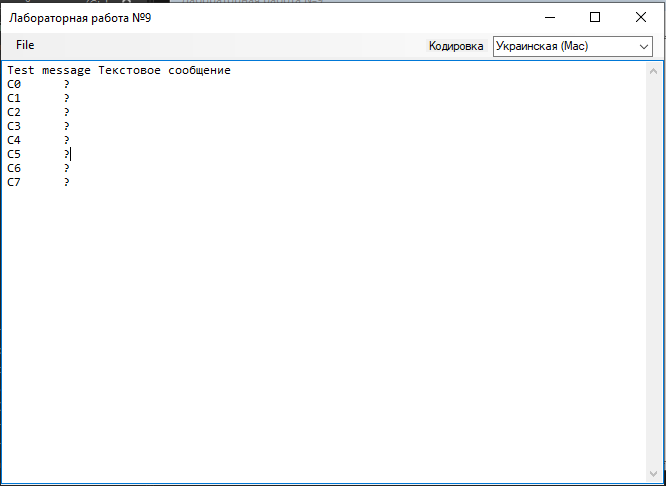 Лабораторная работа №9
File
Кодировка
Украинская (Mac)
Test message Текстовое сообщение
C0 ?
C1 ?
C2 ?
C3 ?
C4 ?
C5 ?
C6 ?
C7 ?